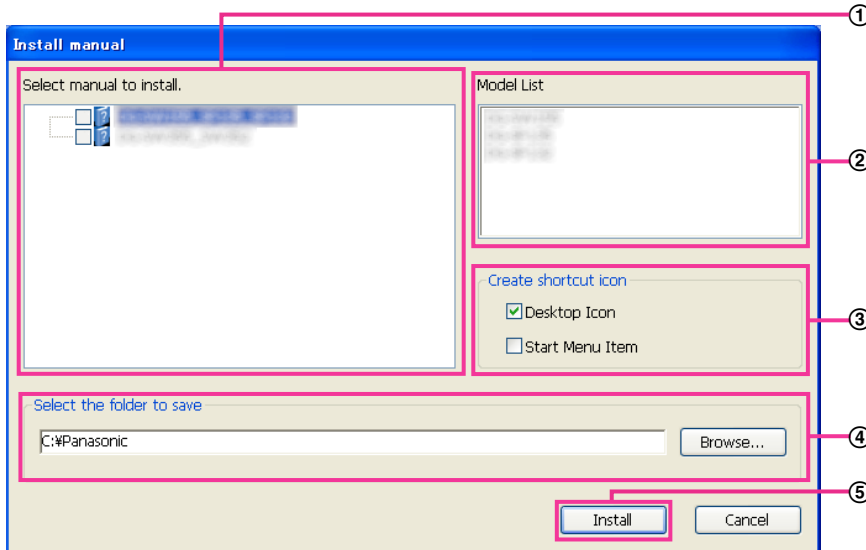 ①
Install manual
Select manual to install.
Model List
②
Create shortcut icon
Desktop Icon
Start Menu Item
③
Select the folder to save
C:¥Panasonic
Browse...
④
⑤
Install
Cancel